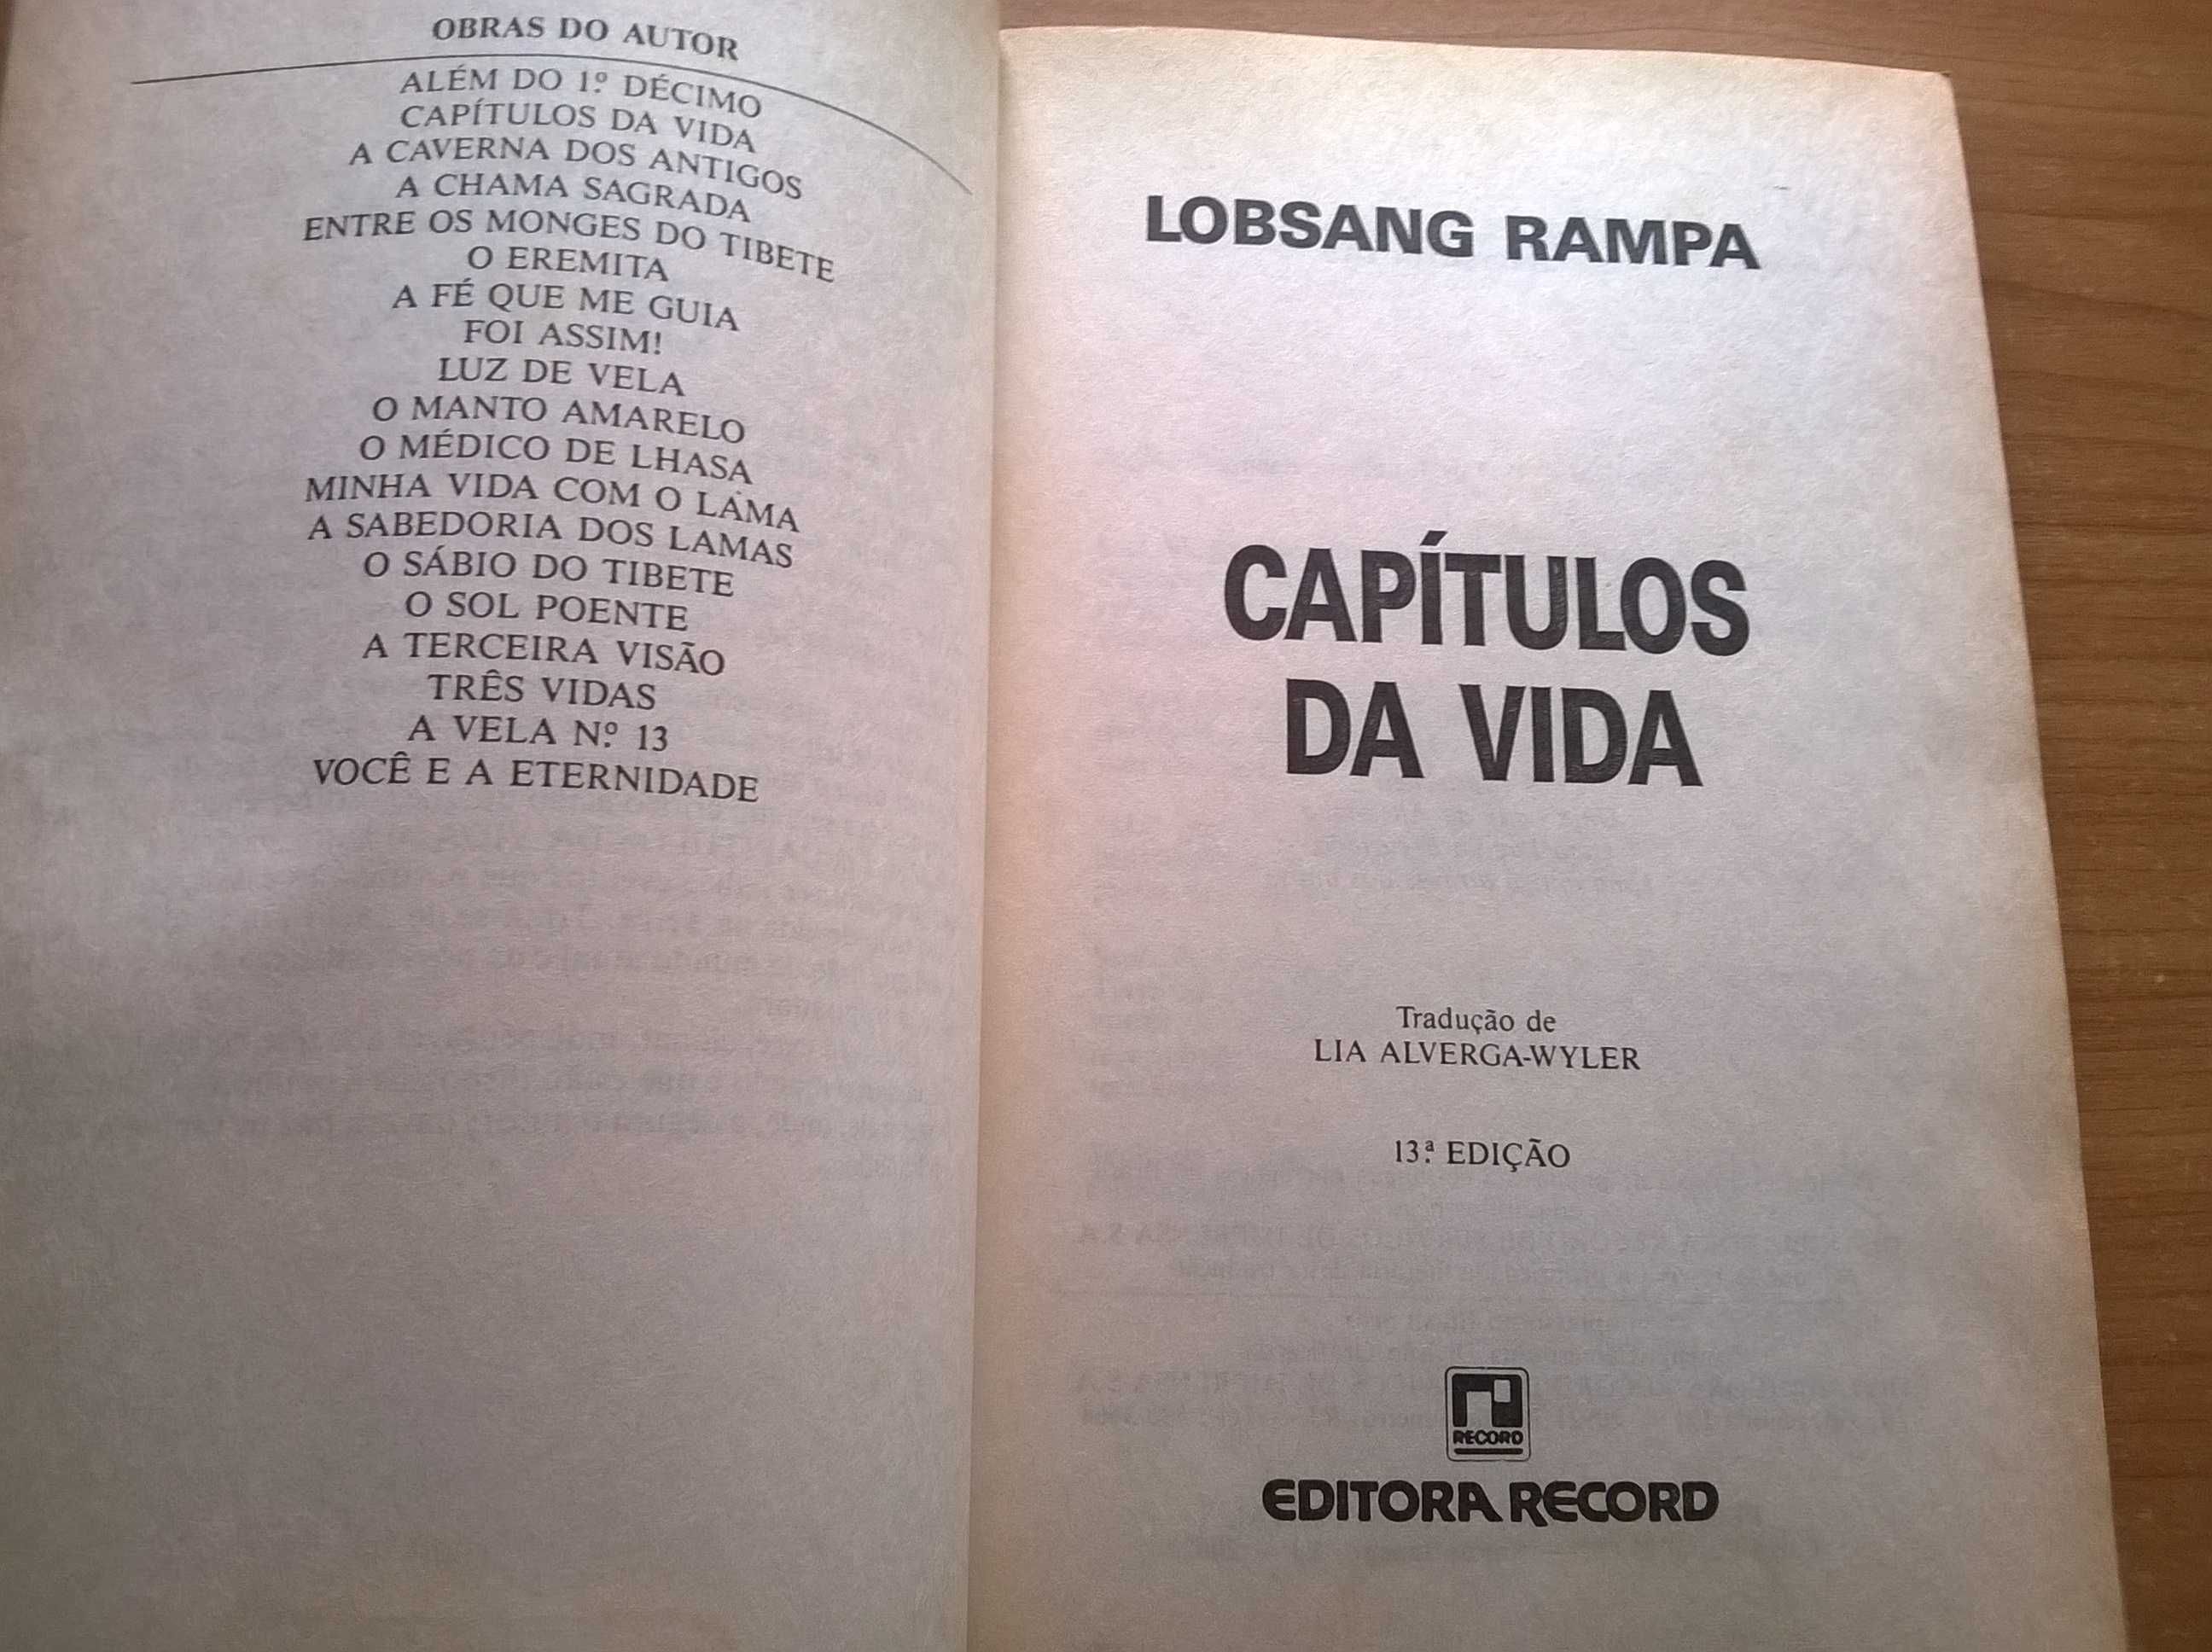 OBRAS DO AUTOR
ALÉM DO 1º DÉCIMO
CAPÍTULOS DA VIDA
A CAVERNA DOS ANTIGOS
A CHAMA SAGRADA
ENTRE OS MONGES DO TIBETE
O EREMITA
A FÉ QUE ME GUIA
FOI ASSIM!
LUZ DE VELA
O MANTO AMARELO
O MÉDICO DE LHASA
MINHA VIDA COM O LAMA
A SABEDORIA DOS LAMAS
O SÁBIO DO TIBETE
O SOL POENTE
A TERCEIRA VISÃO
TRÊS VIDAS
A VELA Nº 13
VOCÊ E A ETERNIDADE
LOBSANG RAMPA
CAPÍTULOS
DA VIDA
Tradução de
LIA ALVERGA-WYLER
13ª EDIÇÃO
RECORD
EDITORA RECORD